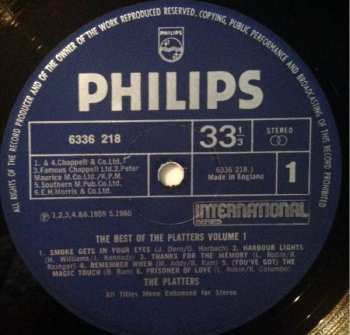 ALL RIGHTS OF THE RECORD PRODUCER AND OF THE OWNER OF THE WORK REPRODUCED RESERVED. COPYING, PUBLIC PERFORMANCE AND BROADCASTING OF THIS RECORD PROHIBITED
PHILIPS
PHILIPS
6336 218
33 1/3
STEREO
1. & 4.Chappell & Co.Ltd.
3.Famous Chappell Ltd.2.Peter
Maurice M.Co.Ltd./K.P.M.
5.Southern M.Pub.Co.Ltd.
6.E.H.Morris & Co.Ltd.
6336 218.1
Made in England
1
℗1,2,3,4,&6.1959 5.1960
INTERNATIONAL
SERIES
THE BEST OF THE PLATTERS VOLUME 1
1. SMOKE GETS IN YOUR EYES (J. Kern/O. Harbach) 2. HARBOUR LIGHTS
(H. Williams/J. Kennedy) 3. THANKS FOR THE MEMORY (L. Robin/R.
Rainger) 4. REMEMBER WHEN (M. Addy/B. Ram) 5. (YOU'VE GOT) THE
MAGIC TOUCH (B. Ram) 6. PRISONER OF LOVE (L. Robin/R. Columbo)
THE PLATTERS
All Titles Mono Enhanced for Stereo